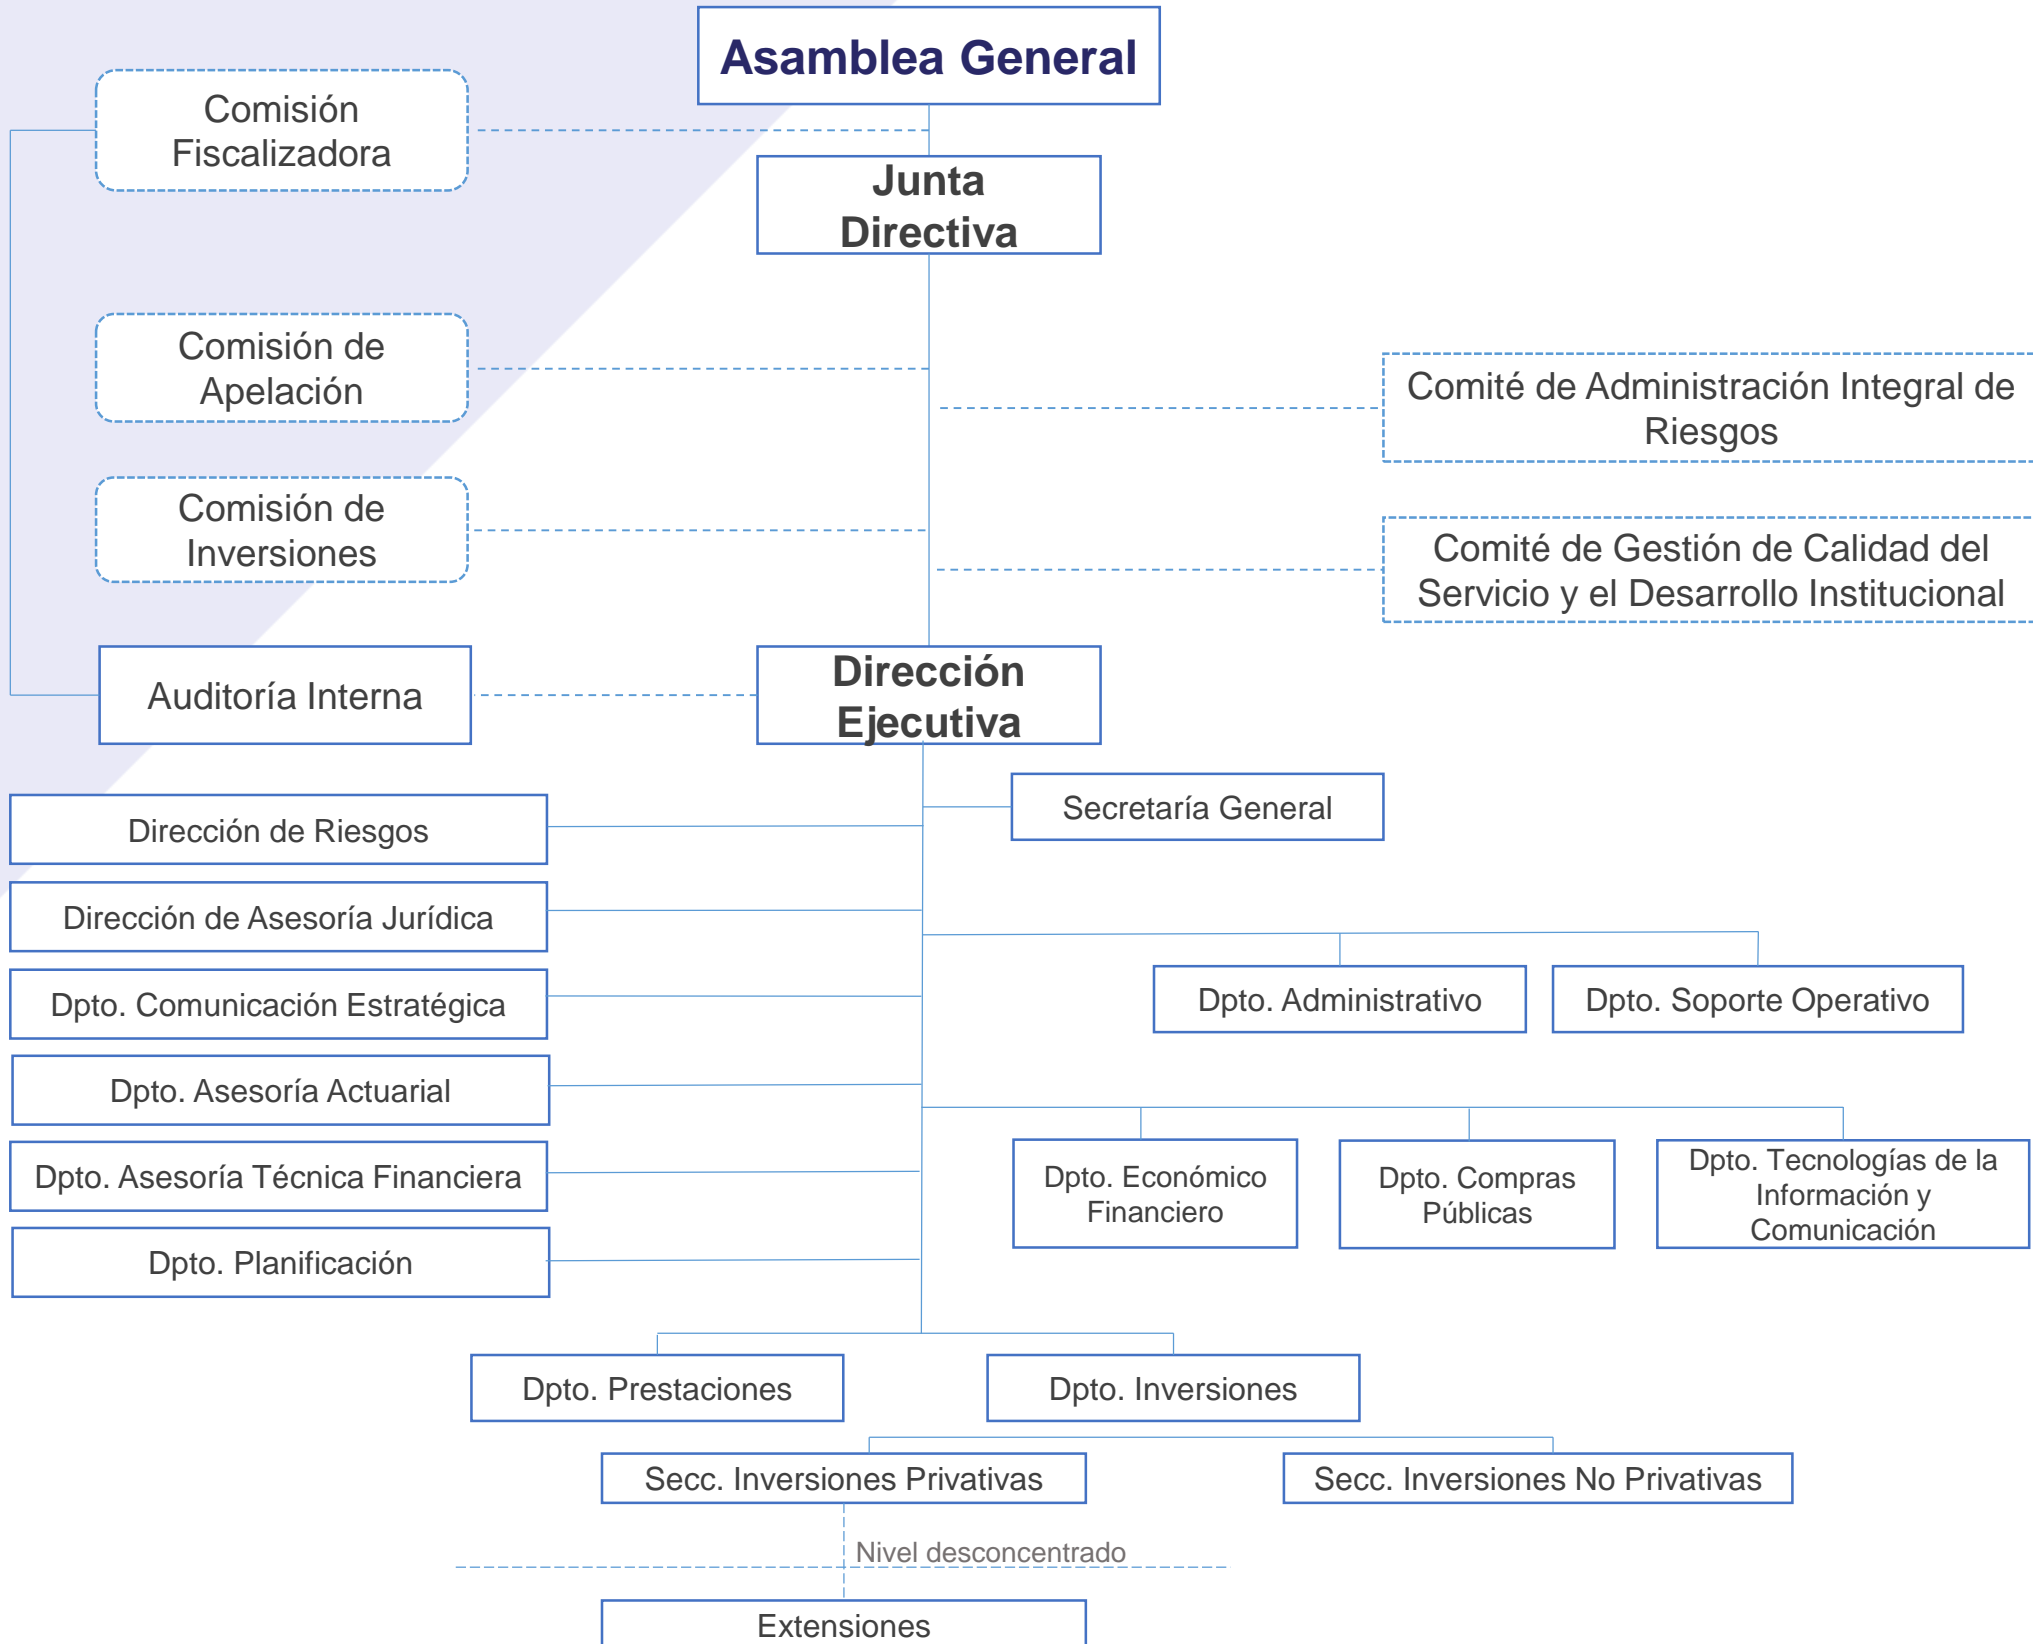 Asamblea General
Comisión
Fiscalizadora
Junta
Directiva
Comisión de
Apelación
Comité de Administración Integral de
Riesgos
Comisión de
Inversiones
Comité de Gestión de Calidad del
Servicio y el Desarrollo Institucional
Auditoría Interna
Dirección
Ejecutiva
Secretaría General
Dirección de Riesgos
Dirección de Asesoría Jurídica
Dpto. Comunicación Estratégica
Dpto. Administrativo
Dpto. Soporte Operativo
Dpto. Asesoría Actuarial
Dpto. Asesoría Técnica Financiera
Dpto. Económico
Financiero
Dpto. Compras
Públicas
Dpto. Tecnologías de la
Información y
Comunicación
Dpto. Planificación
Dpto. Prestaciones
Dpto. Inversiones
Secc. Inversiones Privativas
Secc. Inversiones No Privativas
Nivel desconcentrado
Extensiones